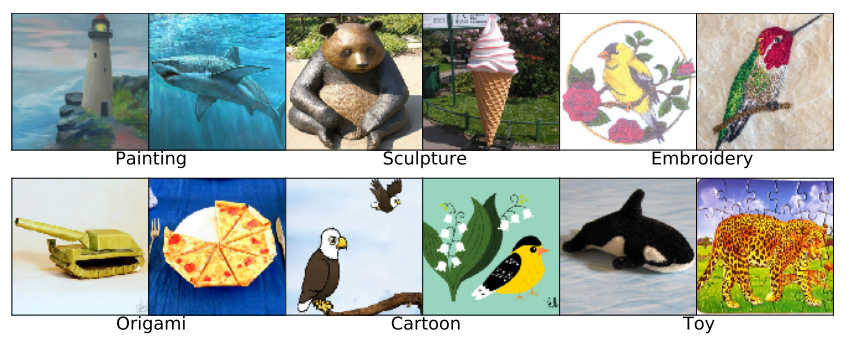 Painting
Sculpture
Embroidery
Origami
Cartoon
Toy